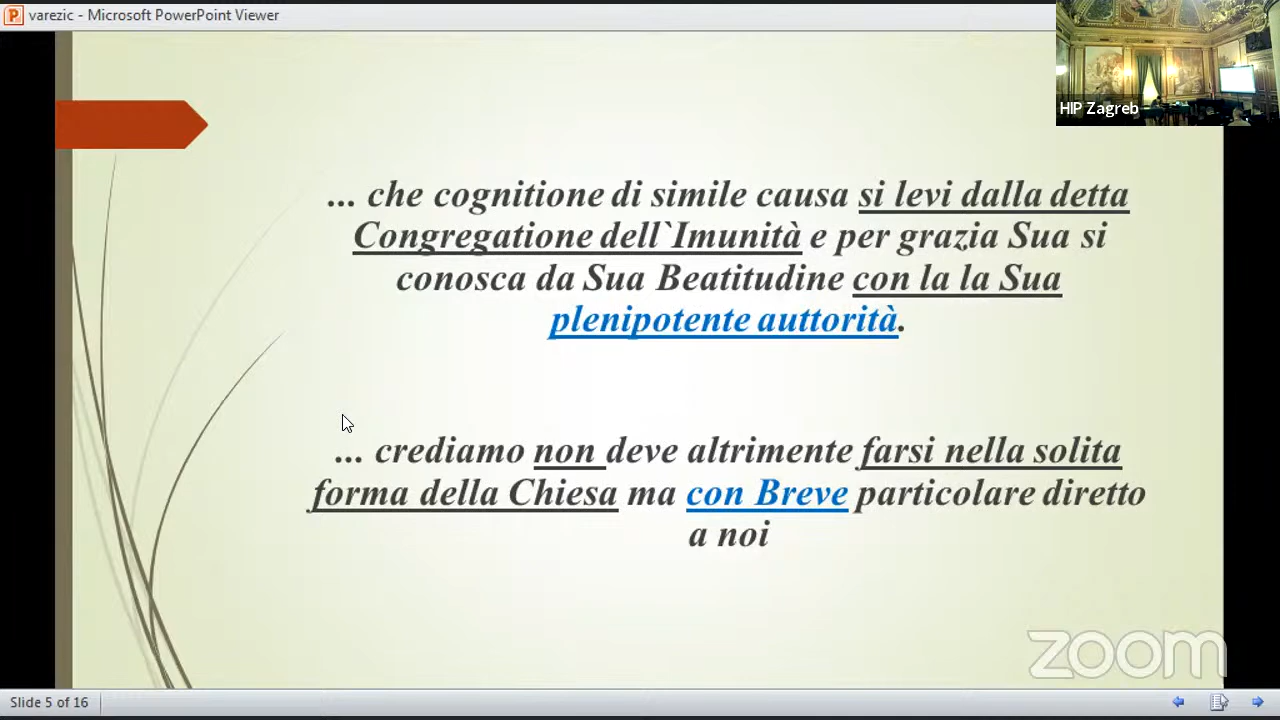 varezic - Microsoft PowerPoint Viewer
HIP Zagreb
... che cognitione di simile causa si levi dalla detta
Congregatione dell`Imunità e per grazia Sua si
conosca da Sua Beatitudine con la la Sua
plenipotente auttorità.
... crediamo non deve altrimente farsi nella solita
forma della Chiesa ma con Breve particolare diretto
a noi
zoom
Slide 5 of 16